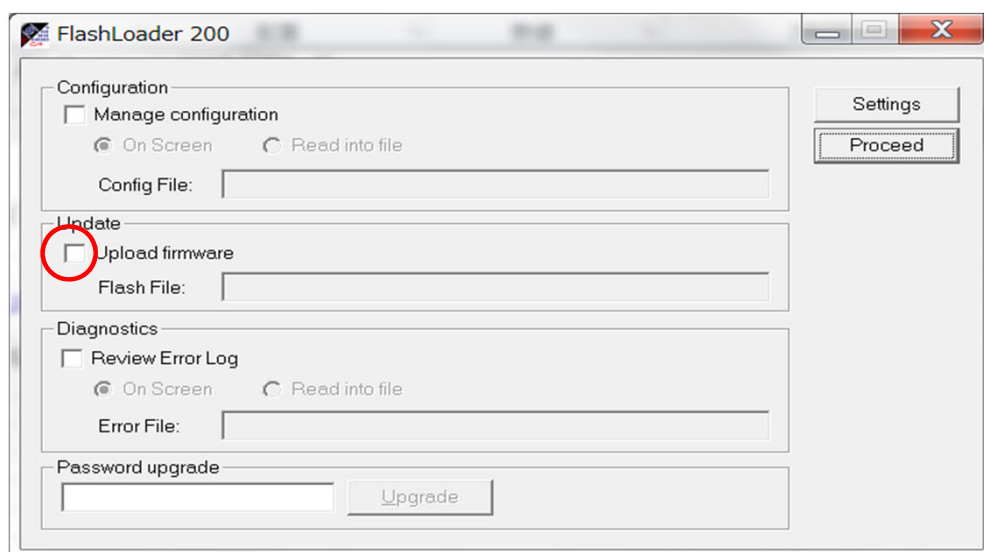 FlashLoader 200
Configuration
Manage configuration
On Screen Read into file
Config File:
Settings
Proceed
Update
Upload firmware
Flash File:
Diagnostics
Review Error Log
On Screen Read into file
Error File:
Password upgrade
Upgrade